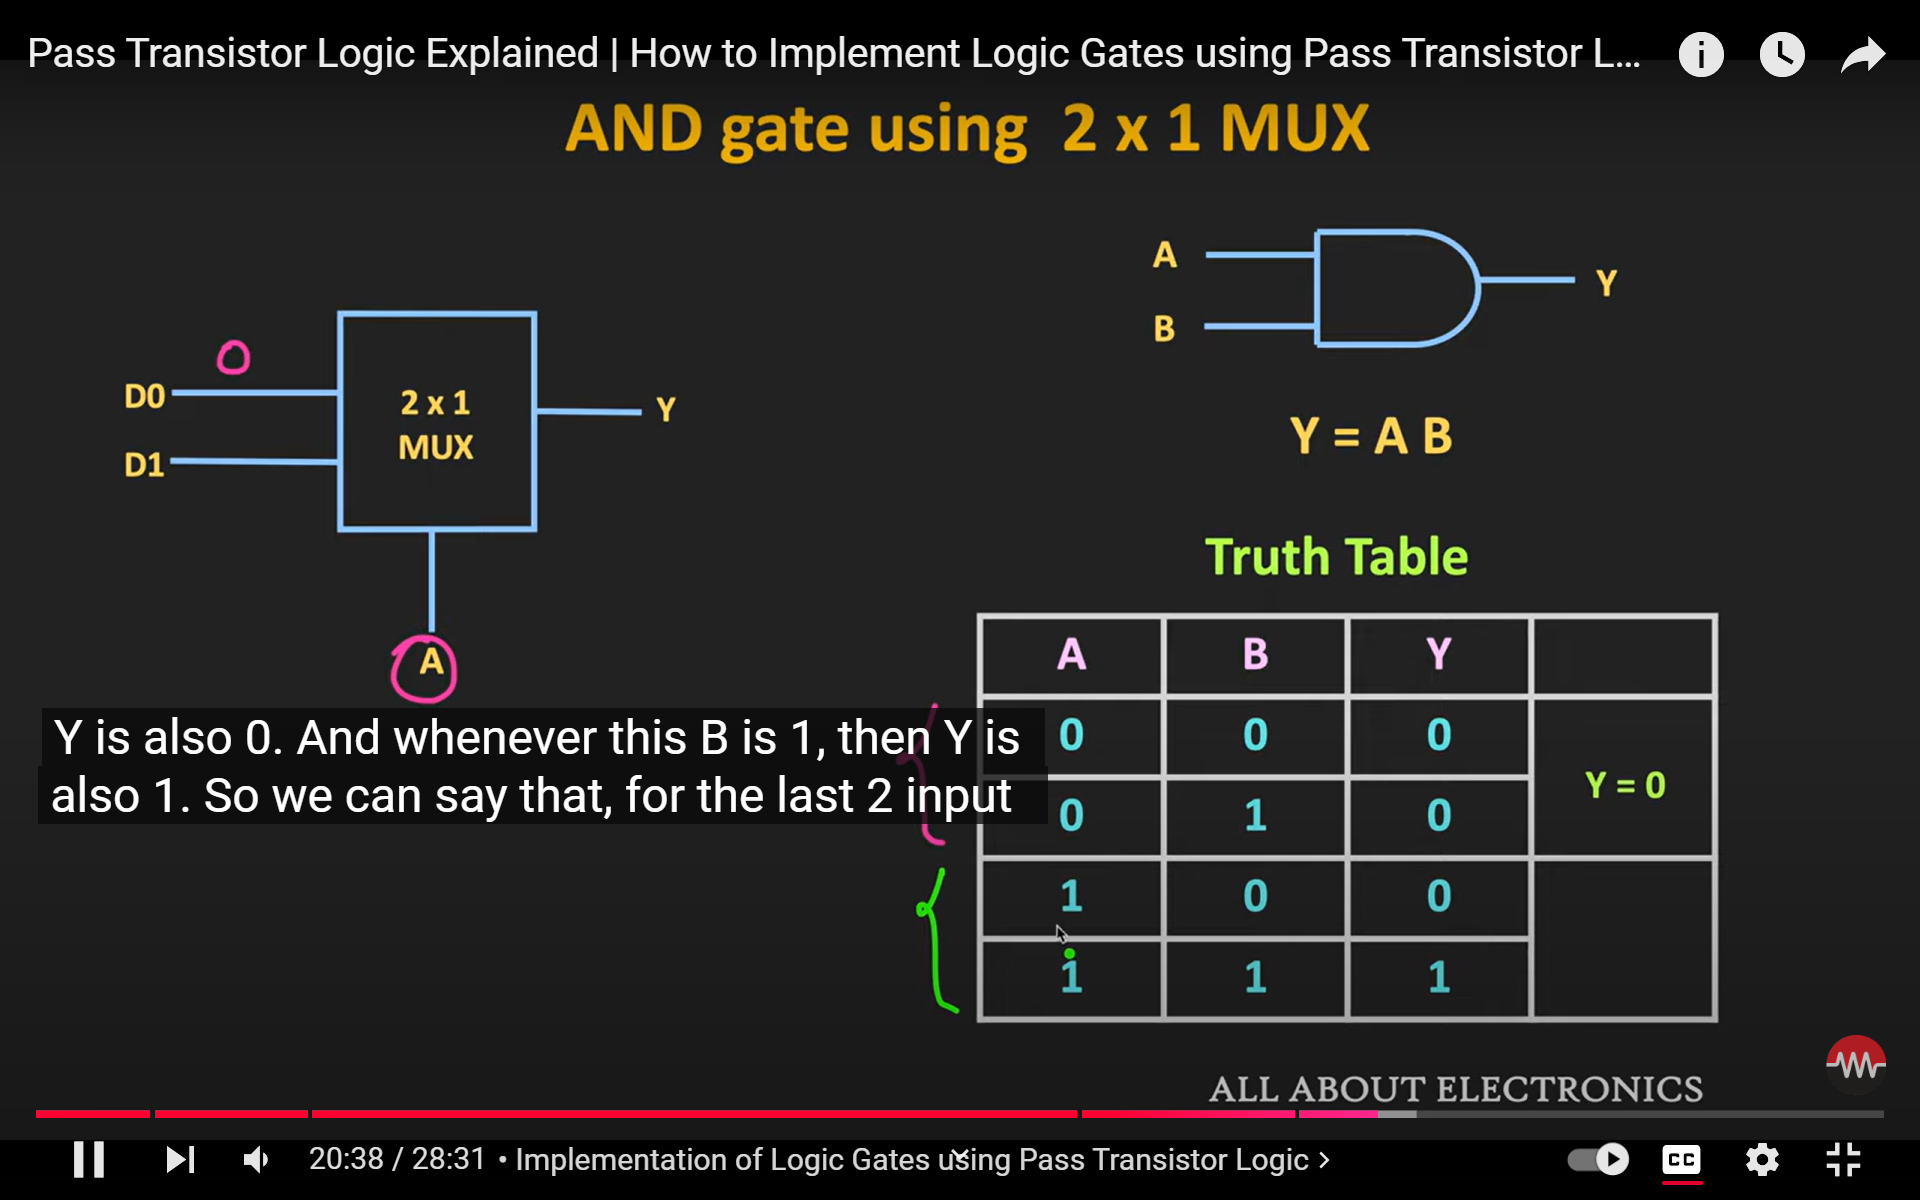 Pass Transistor Logic Explained | How to Implement Logic Gates using Pass Transistor L...
AND gate using 2 x 1 MUX
A
Y
B
0
D0
2 x 1
MUX
Y
D1
Y = A B
A
Truth Table
A B Y
0 0 0
Y = 0
0 1 0
1 0 0
1 1 1
Y is also 0. And whenever this B is 1, then Y is
also 1. So we can say that, for the last 2 input
ALL ABOUT ELECTRONICS
20:38 / 28:31 • Implementation of Logic Gates using Pass Transistor Logic >
CC